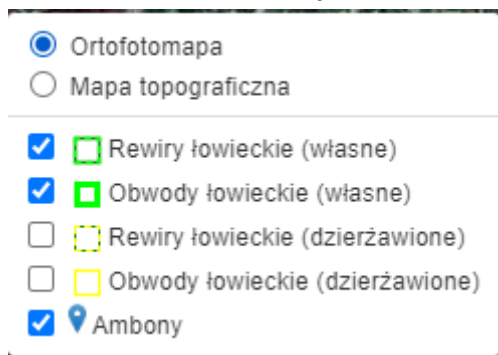 Ortofotomapa
Mapa topograficzna
Rewiry łowieckie (własne)
Obwody łowieckie (własne)
Rewiry łowieckie (dzierżawione)
Obwody łowieckie (dzierżawione)
Ambony